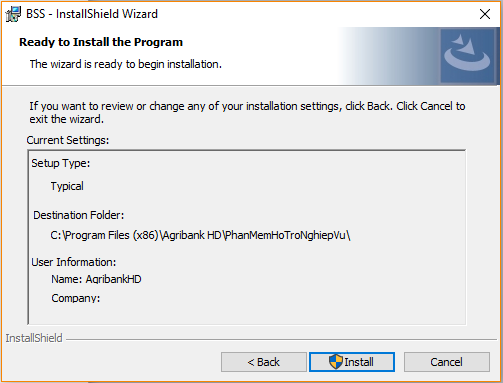 BSS - InstallShield Wizard
Ready to Install the Program
The wizard is ready to begin installation.
If you want to review or change any of your installation settings, click Back. Click Cancel to
exit the wizard.
Current Settings:
Setup Type:
Typical
Destination Folder:
C:\Program Files (x86)\Agribank HD\PhanMemHoTroNghiepVu\
User Information:
Name: AgribankHD
Company:
InstallShield
< Back
Install
Cancel